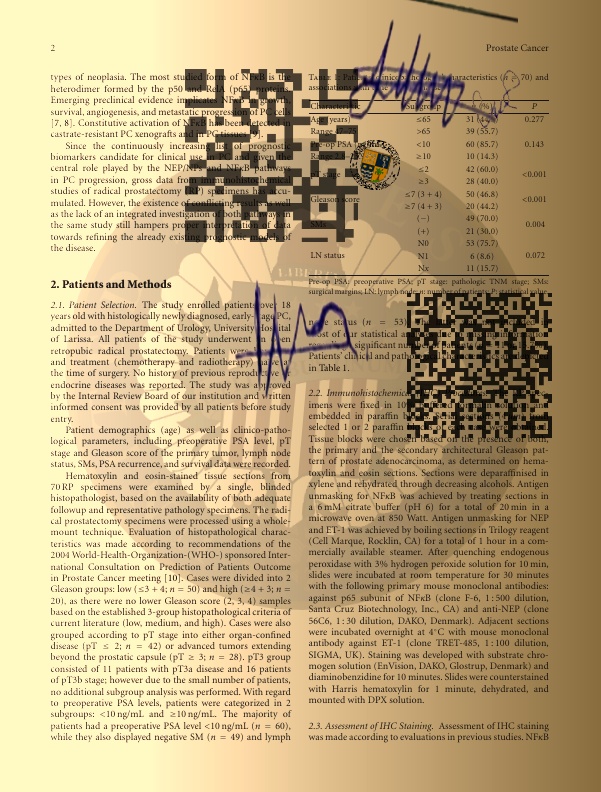 2
Prostate Cancer
types of neoplasia. The most studied form of NFκB is the
heterodimer formed by the p50 and RelA (p65) proteins.
Emerging preclinical evidence implicates NFκB in growth,
survival, angiogenesis, and metastatic progression of PC cells
[7, 8]. Constitutive activation of NFκB has been detected in
castrate-resistant PC xenografts and in PC tissues [9].
Since the continuously increasing list of prognostic
biomarkers candidate for clinical use in PC and given the
central role played by the NEP/NPs and NFκB pathways
in PC progression, gross data from immunohistochemical
studies of radical prostatectomy (RP) specimens has accu-
mulated. However, the existence of conflicting results as well
as the lack of an integrated investigation of both pathways in
the same study still hampers proper interpretation of data
towards refining the already existing prognostic models of
the disease.
2. Patients and Methods
2.1. Patient Selection. The study enrolled patients over 18
years old with histologically newly diagnosed, early-stage PC,
admitted to the Department of Urology, University Hospital
of Larissa. All patients of the study underwent an open
retropubic radical prostatectomy. Patients were
and treatment (chemotherapy and radiotherapy) naive to
the time of surgery. No history of previous reproductive or
endocrine diseases was reported. The study was approved
by the Internal Review Board of our institution and written
informed consent was provided by all patients before study
entry.
Patient demographics (age) as well as clinico-patho-
logical parameters, including preoperative PSA level, pT
stage and Gleason score of the primary tumor, lymph node
status, SMs, PSA recurrence, and survival data were recorded.
Hematoxylin and eosin-stained tissue sections from
70 RP specimens were examined by a single, blinded
histopathologist, based on the availability of both adequate
followup and representative pathology specimens. The radi-
cal prostatectomy specimens were processed using a whole-
mount technique. Evaluation of histopathological charac-
teristics was made according to recommendations of the
2004 World-Health-Organization-(WHO-) sponsored Inter-
national Consultation on Prediction of Patients Outcome
in Prostate Cancer meeting [10]. Cases were divided into 2
Gleason groups: low (≤3 + 4; n = 50) and high (≥4 + 3; n =
20), as there were no lower Gleason score (2, 3, 4) samples
based on the established 3-group histopathological criteria of
current literature (low, medium, and high). Cases were also
grouped according to pT stage into either organ-confined
disease (pT ≤ 2; n = 42) or advanced tumors extending
beyond the prostatic capsule (pT ≥ 3; n = 28). pT3 group
consisted of 11 patients with pT3a disease and 16 patients
of pT3b stage; however due to the small number of patients,
no additional subgroup analysis was performed. With regard
to preoperative PSA levels, patients were categorized in 2
subgroups: <10 ng/mL and ≥10 ng/mL. The majority of
patients had a preoperative PSA level <10 ng/mL (n = 60),
while they also displayed negative SM (n = 49) and lymph
Table 1: Patient clinicopathological characteristics (n = 70) and
associations
Characteristic Subgroup n (%) P
Age (years) ≤65 31 0.277
Range >65 39 (55.7)
Pre-op PSA <10 60 (85.7) 0.143
Range ≥10 10 (14.3)
pT stage ≤2 42 (60.0) <0.001
≥3 28 (40.0)
Gleason score ≤7 (3 + 4) 50 (46.8) <0.001
≥7 (4 + 3) 20 (44.2)
SMs (−) 49 (70.0) 0.004
(+) 21 (30.0)
LN status N0 53 (75.7) 0.072
N1 6 (8.6)
Nx 11 (15.7)
Pre-op PSA: preoperative PSA; pT stage: pathologic TNM stage; SMs:
surgical margins; LN: lymph node; n: number of patients; P: statistical value.
node status (n = 53).
most of our statistical
significant number of patients
Patients' clinical and
in Table 1.
2.2. Immunohistochemical
imens were fixed in 10
embedded in paraffin
selected 1 or 2 paraffin
Tissue blocks were chosen based on the presence of both,
the primary and the secondary architectural Gleason pat-
tern of prostate adenocarcinoma, as determined on hema-
toxylin and eosin sections. Sections were deparaffinised in
xylene and rehydrated through decreasing alcohols. Antigen
unmasking for NFκB was achieved by treating sections in
a 6 mM citrate buffer (pH 6) for a total of 20 min in a
microwave oven at 850 Watt. Antigen unmasking for NEP
and ET-1 was achieved by boiling sections in Trilogy reagent
(Cell Marque, Rocklin, CA) for a total of 1 hour in a com-
mercially available steamer. After quenching endogenous
peroxidase with 3% hydrogen peroxide solution for 10 min,
slides were incubated at room temperature for 30 minutes
with the following primary mouse monoclonal antibodies:
against p65 subunit of NFκB (clone F-6, 1 : 500 dilution,
Santa Cruz Biotechnology, Inc., CA) and anti-NEP (clone
56C6, 1 : 30 dilution, DAKO, Denmark). Adjacent sections
were incubated overnight at 4°C with mouse monoclonal
antibody against ET-1 (clone TRET-485, 1 : 100 dilution,
SIGMA, UK). Staining was developed with substrate chro-
mogen solution (EnVision, DAKO, Glostrup, Denmark) and
diaminobenzidine for 10 minutes. Slides were counterstained
with Harris hematoxylin for 1 minute, dehydrated, and
mounted with DPX solution.
2.3. Assessment of IHC Staining. Assessment of IHC staining
was made according to evaluations in previous studies. NFκB